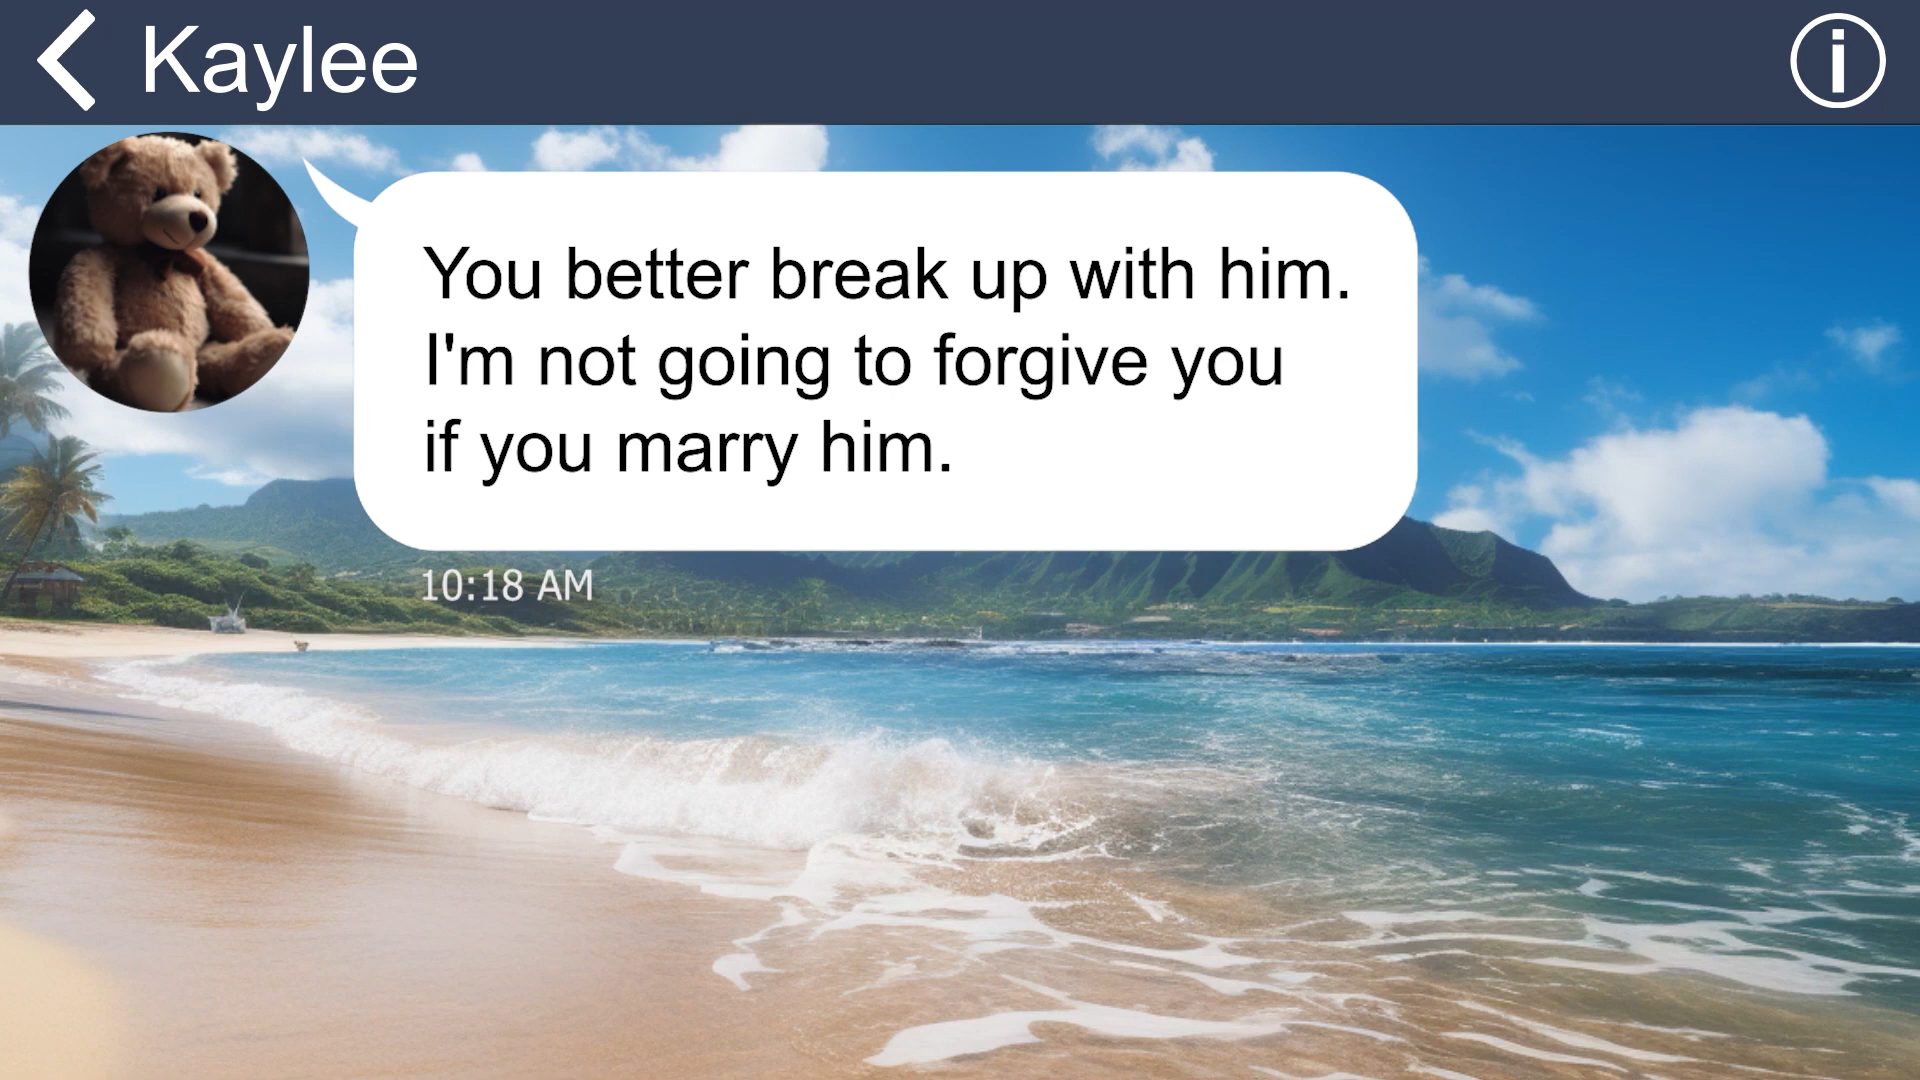 Kaylee
You better break up with him.
I'm not going to forgive you
if you marry him.
10:18 AM